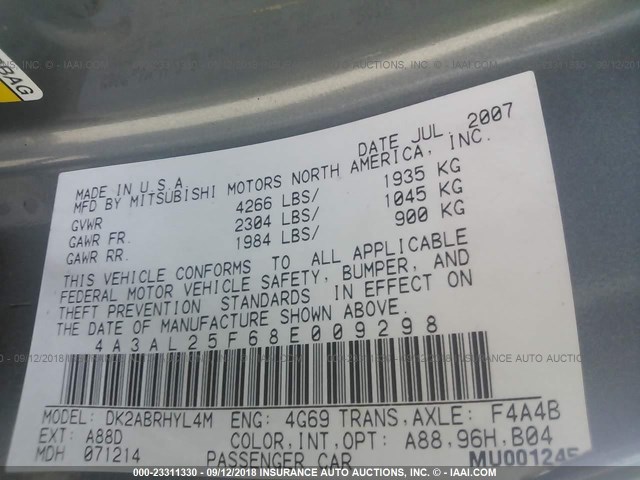 BAG
DATE JUL. 2007
MADE IN U.S.A
MFD BY MITSUBISHI MOTORS NORTH AMERICA, INC.
GVWR 4266 LBS/ 1935 KG
GAWR FR. 2304 LBS/ 1045 KG
GAWR RR. 1984 LBS/ 900 KG
THIS VEHICLE CONFORMS TO ALL APPLICABLE
FEDERAL MOTOR VEHICLE SAFETY, BUMPER, AND
THEFT PREVENTION STANDARDS IN EFFECT ON
THE DATE OF MANUFACTURE SHOWN ABOVE.
4A3AL25F68E009298
MODEL: DK2ABRHYL4M ENG: 4G69 TRANS,AXLE: F4A4B
EXT: A88D COLOR,INT,OPT: A88,96H,B04
MDH 071214 PASSENGER CAR MU001245
000-23311330 - 09/12/2018 - © INSURANCE AUTO AUCTIONS - © IAAI.COM